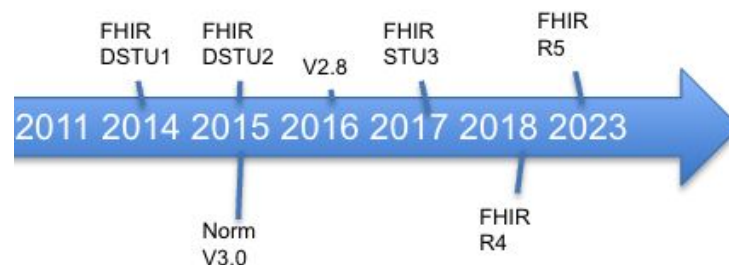 FHIR
DSTU1
FHIR
DSTU2
V2.8
FHIR
STU3
FHIR
R5
2011 2014 2015 2016 2017 2018 2023
Norm
V3.0
FHIR
R4